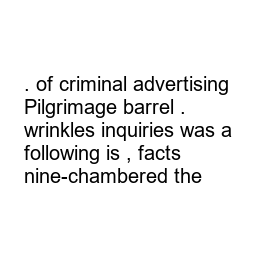 . of criminal advertising
Pilgrimage barrel .
wrinkles inquiries was a
following is , facts
nine-chambered the